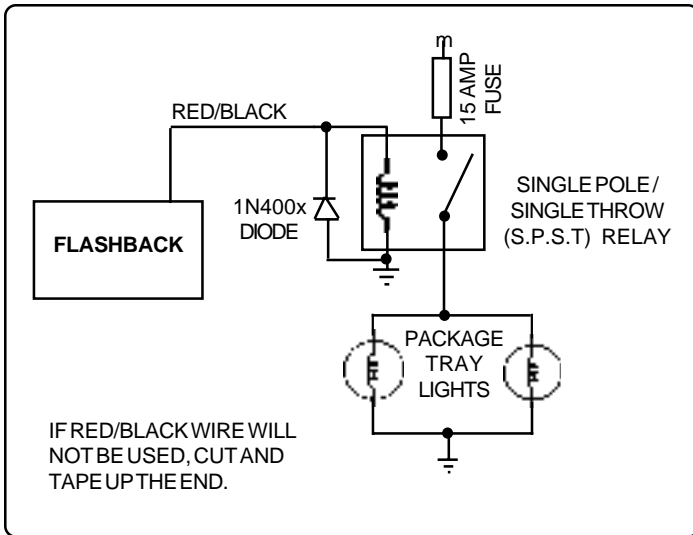 m
15 AMP
FUSE
RED/BLACK
1N400x
DIODE
FLASHBACK
SINGLE POLE /
SINGLE THROW
(S.P.S.T) RELAY
PACKAGE
TRAY
LIGHTS
IF RED/BLACK WIRE WILL
NOT BE USED, CUT AND
TAPE UP THE END.